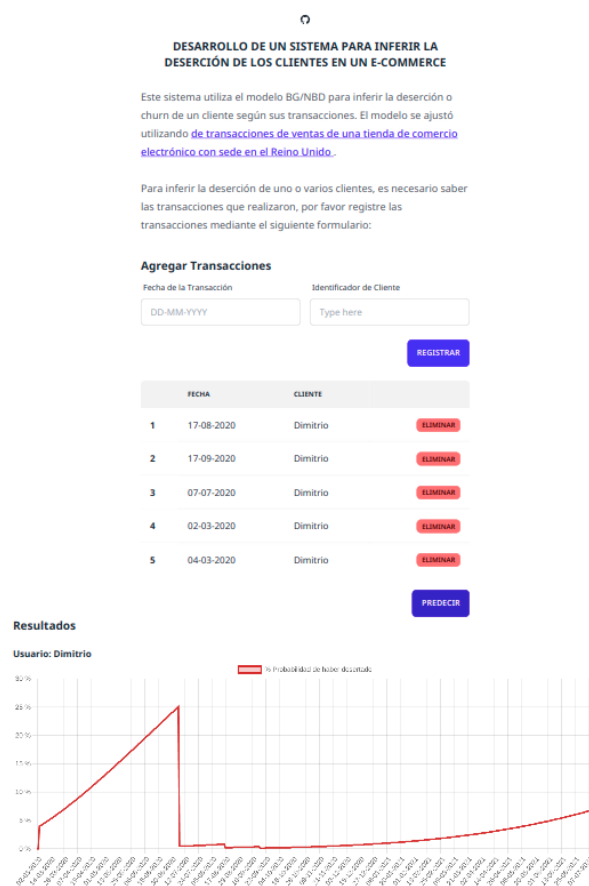 DESARROLLO DE UN SISTEMA PARA INFERIR LA
DESERCIÓN DE LOS CLIENTES EN UN E-COMMERCE
Este sistema utiliza el modelo BG/NBD para inferir la deserción o
churn de un cliente según sus transacciones. El modelo se ajustó
utilizando de transacciones de ventas de una tienda de comercio
electrónico con sede en el Reino Unido .
Para inferir la deserción de uno o varios clientes, es necesario saber
las transacciones que realizaron, por favor registre las
transacciones mediante el siguiente formulario:
Agregar Transacciones
Fecha de la Transacción Identificador de Cliente
DD-MM-YYYY Type here
REGISTRAR
FECHA CLIENTE
1 17-08-2020 Dimitrio ELIMINAR
2 17-09-2020 Dimitrio ELIMINAR
3 07-07-2020 Dimitrio ELIMINAR
4 02-03-2020 Dimitrio ELIMINAR
5 04-03-2020 Dimitrio ELIMINAR
PREDECIR
Resultados
Usuario: Dimitrio
% Probabilidad de haber desertado
30 %
25 %
20 %
15 %
10 %
5 %
0 %